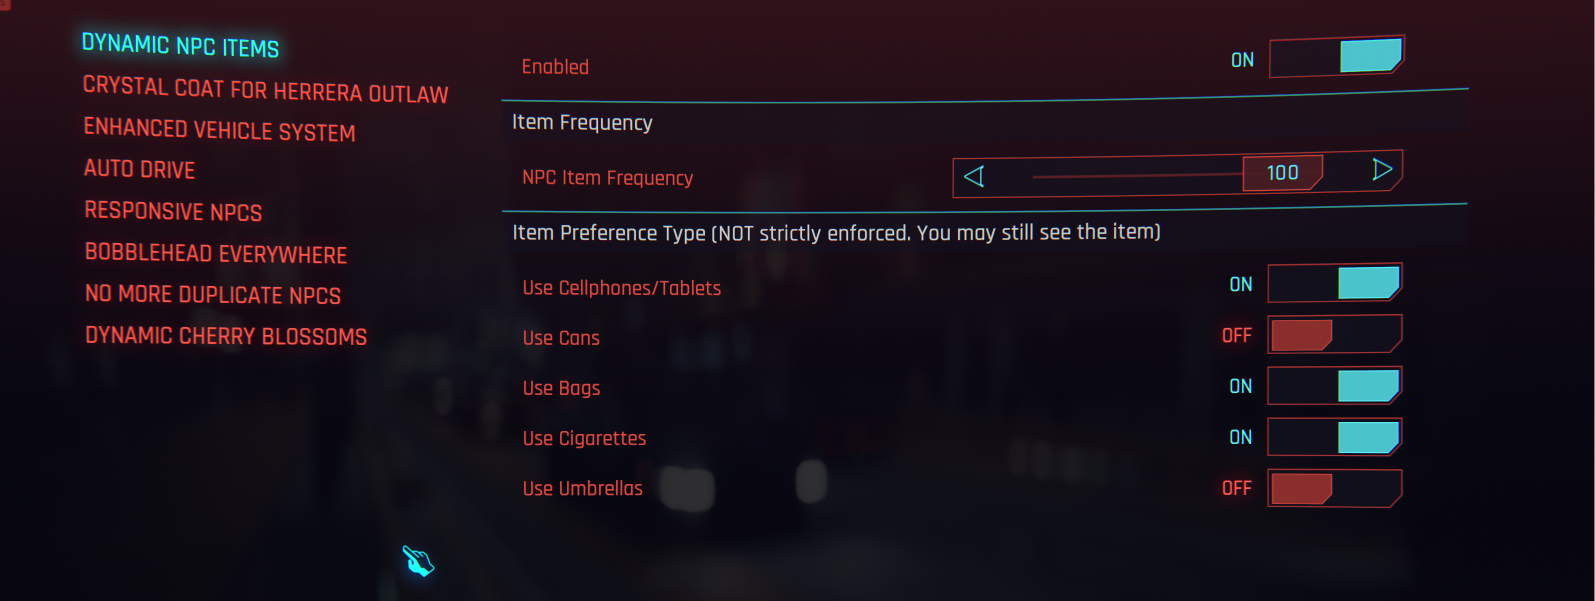 DYNAMIC NPC ITEMS
CRYSTAL COAT FOR HERRERA OUTLAW
ENHANCED VEHICLE SYSTEM
AUTO DRIVE
RESPONSIVE NPCS
BOBBLEHEAD EVERYWHERE
NO MORE DUPLICATE NPCS
DYNAMIC CHERRY BLOSSOMS
Enabled ON
Item Frequency
NPC Item Frequency 100
Item Preference Type (NOT strictly enforced. You may still see the item)
Use Cellphones/Tablets ON
Use Cans OFF
Use Bags ON
Use Cigarettes ON
Use Umbrellas OFF